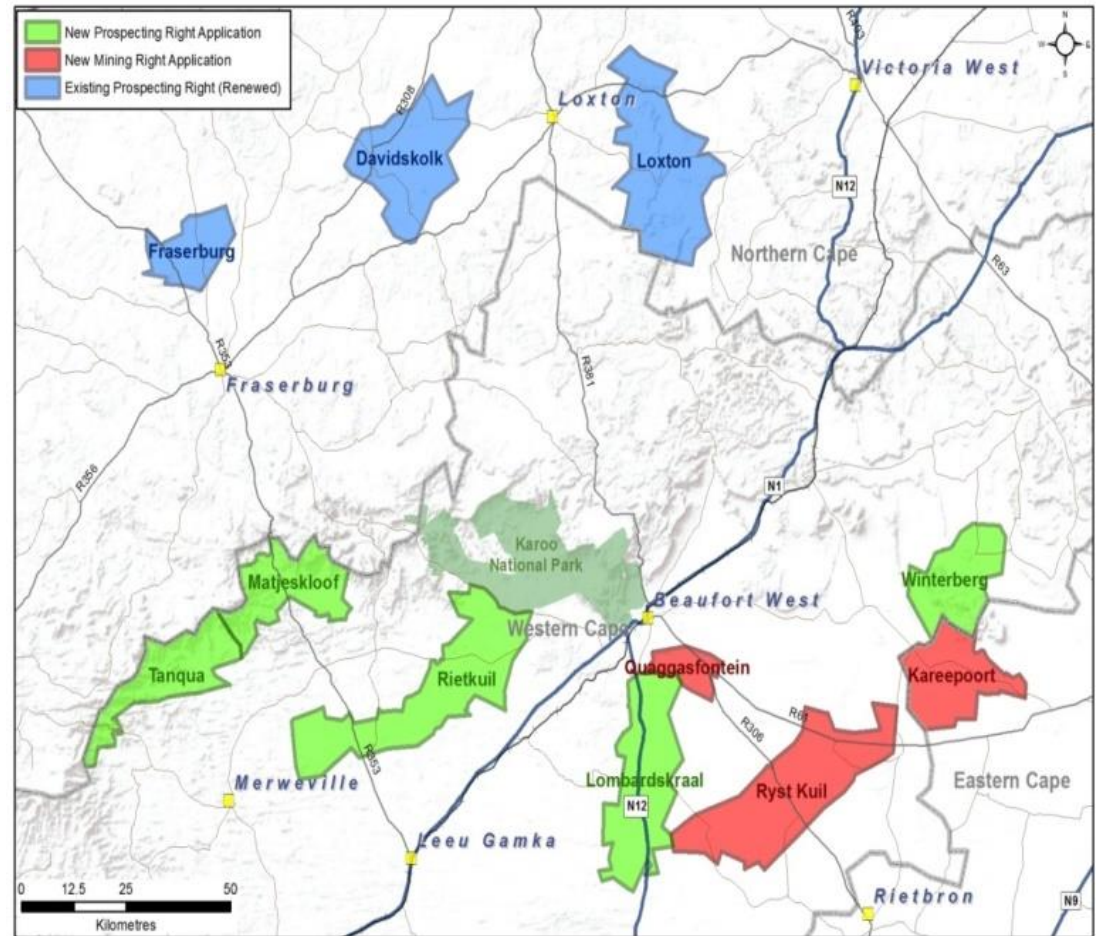 New Prospecting Right Application
New Mining Right Application
Existing Prospecting Right (Renewed)
N
W
E
S
R308
Loxton
Victoria West
Davidskolk
Loxton
N12
Fraserburg
Northern Cape
R63
R353
Fraserburg
R381
R356
N1
Karoo
National Park
Matjeskloof
Winterberg
Beaufort West
Western Cape
Tanqua
Rietkuil
Quaggasfontein
Kareepoort
R61
R306
R353
Merweville
Lombardskraal
Ryst Kuil
Eastern Cape
N12
Leeu Gamka
Rietbron
N9
0 12.5 25 50
Kilometres